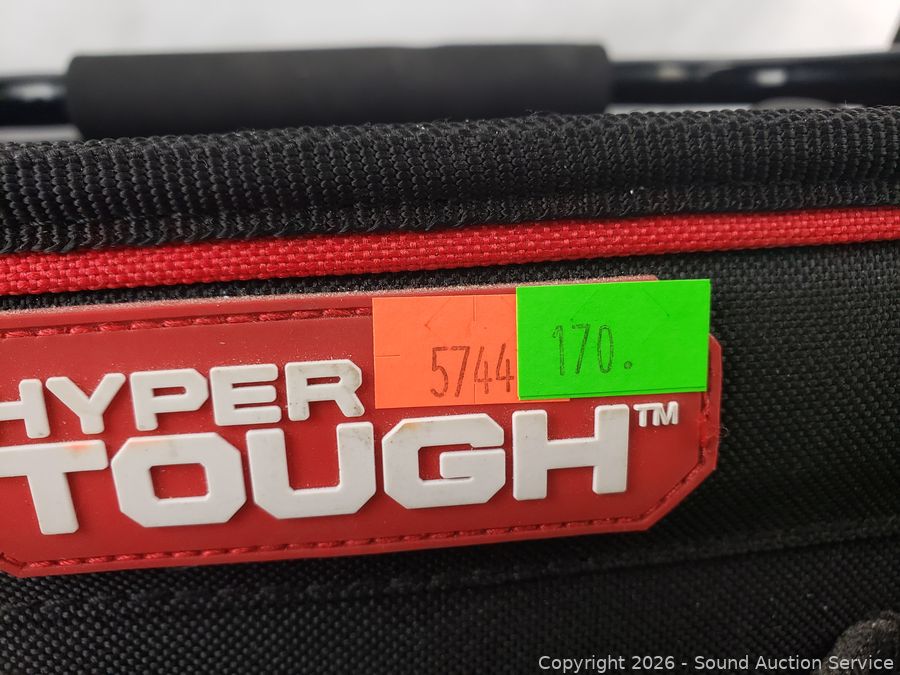 5744
170.
HYPER
TOUGH™
Copyright © 2026 - Sound Auction Service